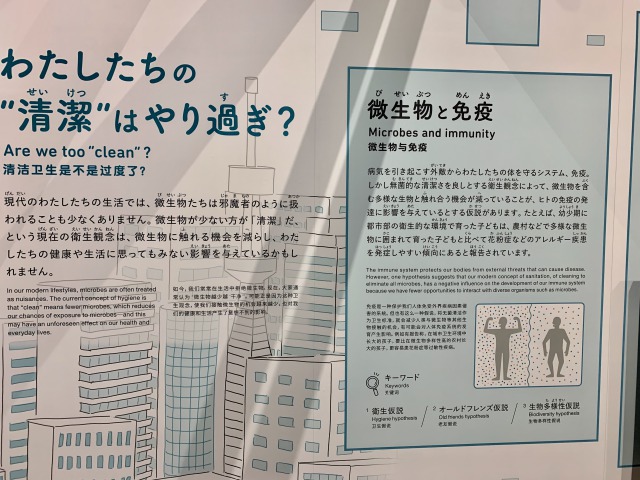 わたしたちの
“清潔”はやり過ぎ？
Are we too “clean”?
清洁卫生是不是过度了?
現代のわたしたちの生活では、微生物たちは邪魔者のように扱
われることも少なくありません。微生物が少ない方が「清潔」だ、
という現在の衛生観念は、微生物に触れる機会を減らし、わた
したちの健康や生活に思ってもみない影響を与えているかもし
れません。
In our modern lifestyles, microbes are often treated
as nuisances. The current concept of hygiene is
that “clean” means fewer microbes, which reduces
our chances of exposure to microbes—and this
may have an unforeseen effect on our health and
everyday lives.
微生物と免疫
Microbes and immunity
微生物与免疫
病気を引き起こす外敵からわたしたちの体を守るシステム、免疫。
しかし無菌的な清潔さを良しとする衛生観念によって、微生物を含
む多様な生物と触れ合う機会が減っていることが、ヒトの免疫の発
達に影響を与えているとする仮説があります。たとえば、幼少期に
都市部の衛生的な環境で育った子どもは、農村などで多様な微生
物に囲まれて育った子どもと比べて花粉症などのアレルギー疾患
を発症しやすい傾向にあると報告されています。
The immune system protects our bodies from external threats that can cause disease.
However, one hypothesis suggests that our modern concept of sanitation, of cleaning to
eliminate all microbes, has a negative influence on the development of our immune system
because we have fewer opportunities to interact with diverse organisms such as microbes.
キーワード
Keywords
关键词
1 衛生仮説
Hygiene hypothesis
卫生假说
2 オールドフレンズ仮説
Old friends hypothesis
老友假说
3 生物多様性仮説
Biodiversity hypothesis
生物多样性假说